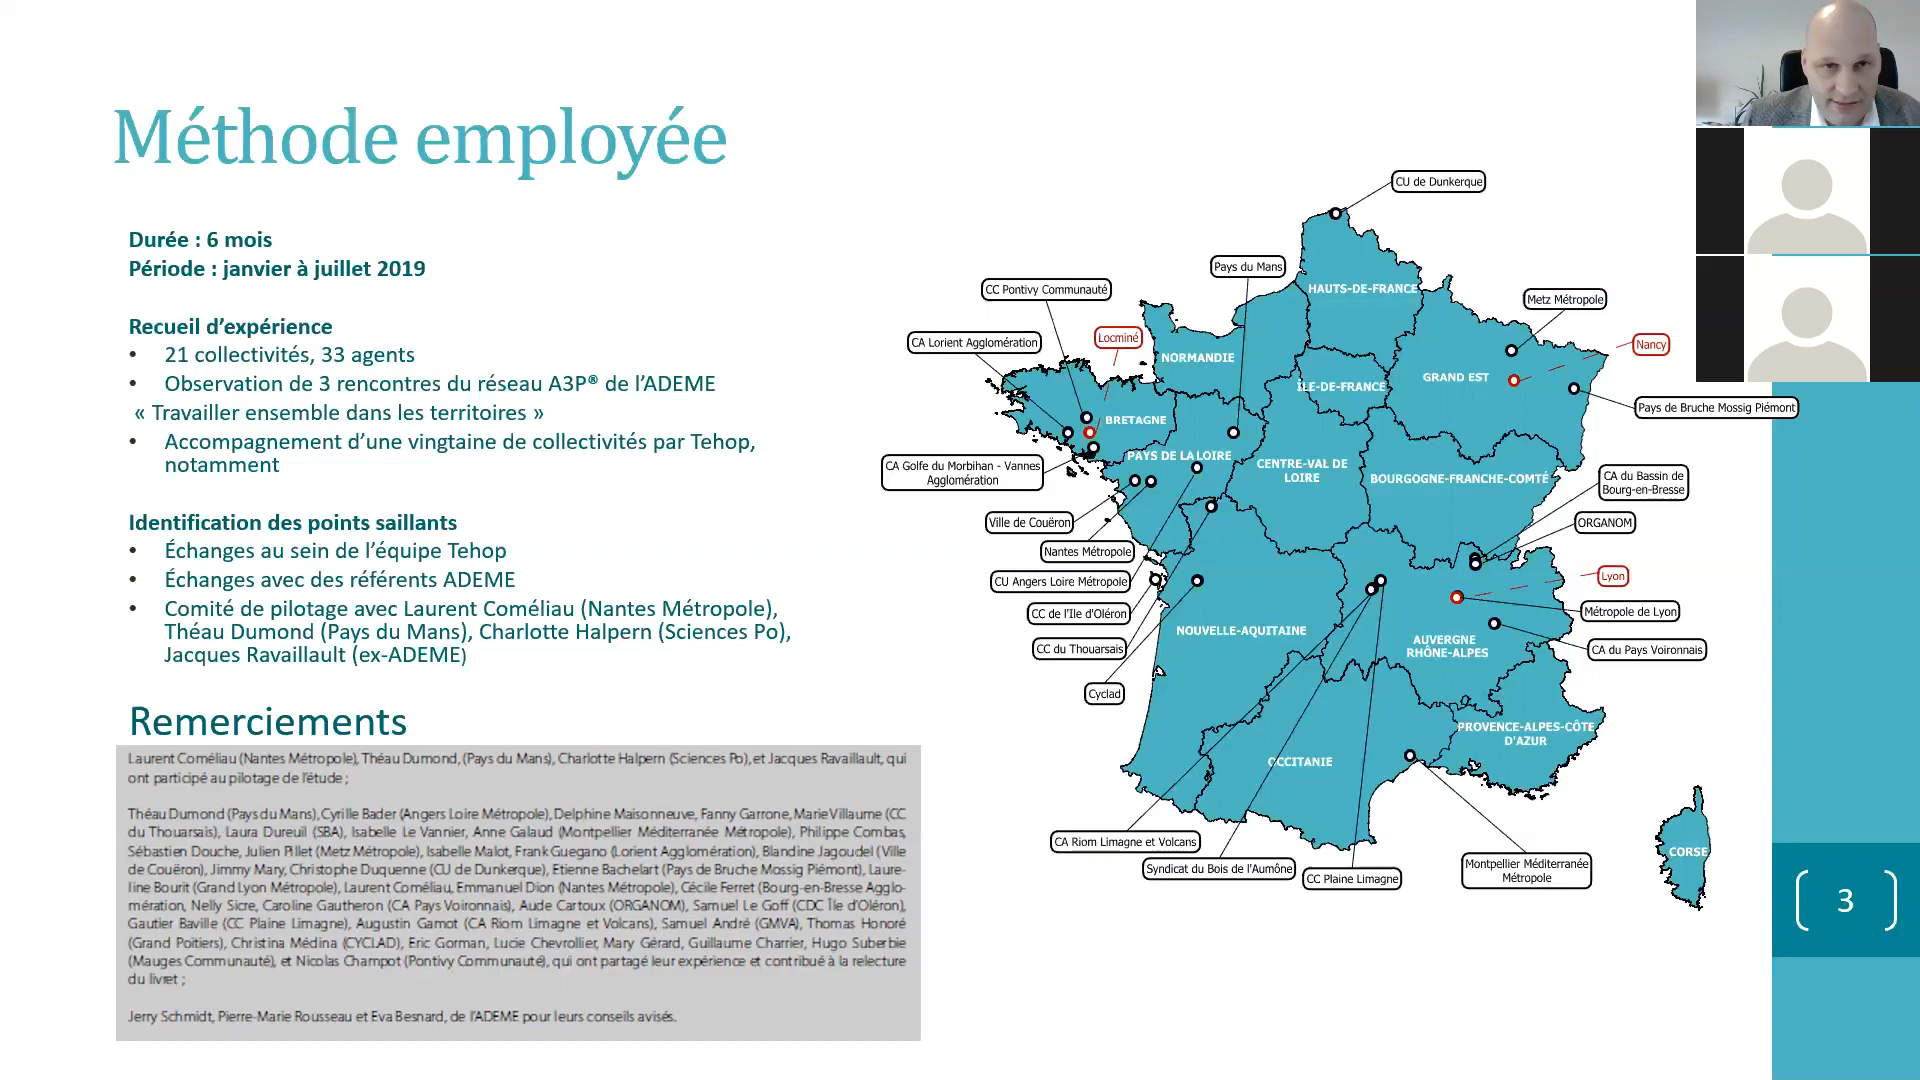 Méthode employée
Durée : 6 mois
Période : janvier à juillet 2019
Recueil d’expérience
• 21 collectivités, 33 agents
• Observation de 3 rencontres du réseau A3P® de l’ADEME
« Travailler ensemble dans les territoires »
• Accompagnement d’une vingtaine de collectivités par Tehop,
notamment
Identification des points saillants
• Échanges au sein de l’équipe Tehop
• Échanges avec des référents ADEME
• Comité de pilotage avec Laurent Coméliau (Nantes Métropole),
Théau Dumond (Pays du Mans), Charlotte Halpern (Sciences Po),
Jacques Ravaillault (ex-ADEME)
Remerciements
Laurent Coméliau (Nantes Métropole), Théau Dumond, (Pays du Mans), Charlotte Halpern (Sciences Po), et Jacques Ravaillault, qui
ont participé au pilotage de l’étude ;
Théau Dumond (Pays du Mans), Cyrille Bader (Angers Loire Métropole), Delphine Maisonneuve, Fanny Garrone, Marie Villaume (CC
du Thouarsais), Laura Dureuil (SBA), Isabelle Le Vannier, Anne Galaud (Montpellier Méditerranée Métropole), Philippe Combas,
Sébastien Douche, Julien Pillet (Metz Métropole), Isabelle Malot, Frank Guegano (Lorient Agglomération), Blandine Jagoudel (Ville
de Couëron), Jimmy Mary, Christophe Duquenne (CU de Dunkerque), Etienne Bachelart (Pays de Bruche Mossig Piémont), Laure-
line Bourit (Grand Lyon Métropole), Laurent Coméliau, Emmanuel Dion (Nantes Métropole), Cécile Ferret (Bourg-en-Bresse Agglo-
mération, Nelly Sicre, Caroline Gautheron (CA Pays Voironnais), Aude Cartoux (ORGANOM), Samuel Le Goff (CDC Île d’Oléron),
Gautier Baville (CC Plaine Limagne), Augustin Gamot (CA Riom Limagne et Volcans), Samuel André (GMVA), Thomas Honoré
(Grand Poitiers), Christina Médina (CYCLAD), Eric Gorman, Lucie Chevrollier, Mary Gérard, Guillaume Charrier, Hugo Suberbie
(Mauges Communauté), et Nicolas Champot (Pontivy Communauté), qui ont partagé leur expérience et contribué à la relecture
du livret ;
Jerry Schmidt, Pierre-Marie Rousseau et Eva Besnard, de l’ADEME pour leurs conseils avisés.
CU de Dunkerque
Pays du Mans
CC Pontivy Communauté
HAUTS-DE-FRANCE
Metz Métropole
Locminé
CA Lorient Agglomération
Nancy
NORMANDIE
GRAND EST
ÎLE-DE-FRANCE
Pays de Bruche Mossig Piémont
BRETAGNE
PAYS DE LA LOIRE
CENTRE-VAL DE
LOIRE
CA Golfe du Morbihan - Vannes
Agglomération
BOURGOGNE-FRANCHE-COMTÉ
CA du Bassin de
Bourg-en-Bresse
Ville de Couëron
ORGANOM
Nantes Métropole
CU Angers Loire Métropole
Lyon
CC de l'Ile d'Oléron
Métropole de Lyon
NOUVELLE-AQUITAINE
AUVERGNE
RHÔNE-ALPES
CC du Thouarsais
CA du Pays Voironnais
Cyclad
PROVENCE-ALPES-CÔTE
D'AZUR
OCCITANIE
CA Riom Limagne et Volcans
Syndicat du Bois de l'Aumône
CC Plaine Limagne
Montpellier Méditerranée
Métropole
CORSE
3